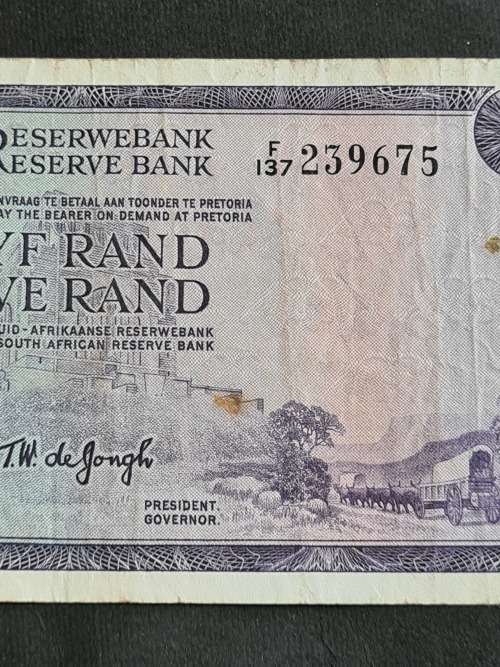 RESERWEBANK
RESERVE BANK
F/137 239675
NVRAAG TE BETAAL AAN TOONDER TE PRETORIA
AY THE BEARER ON DEMAND AT PRETORIA
YF RAND
VE RAND
UID-AFRIKAANSE RESERWEBANK
SOUTH AFRICAN RESERVE BANK
T.W. de Jongh
PRESIDENT.
GOVERNOR.